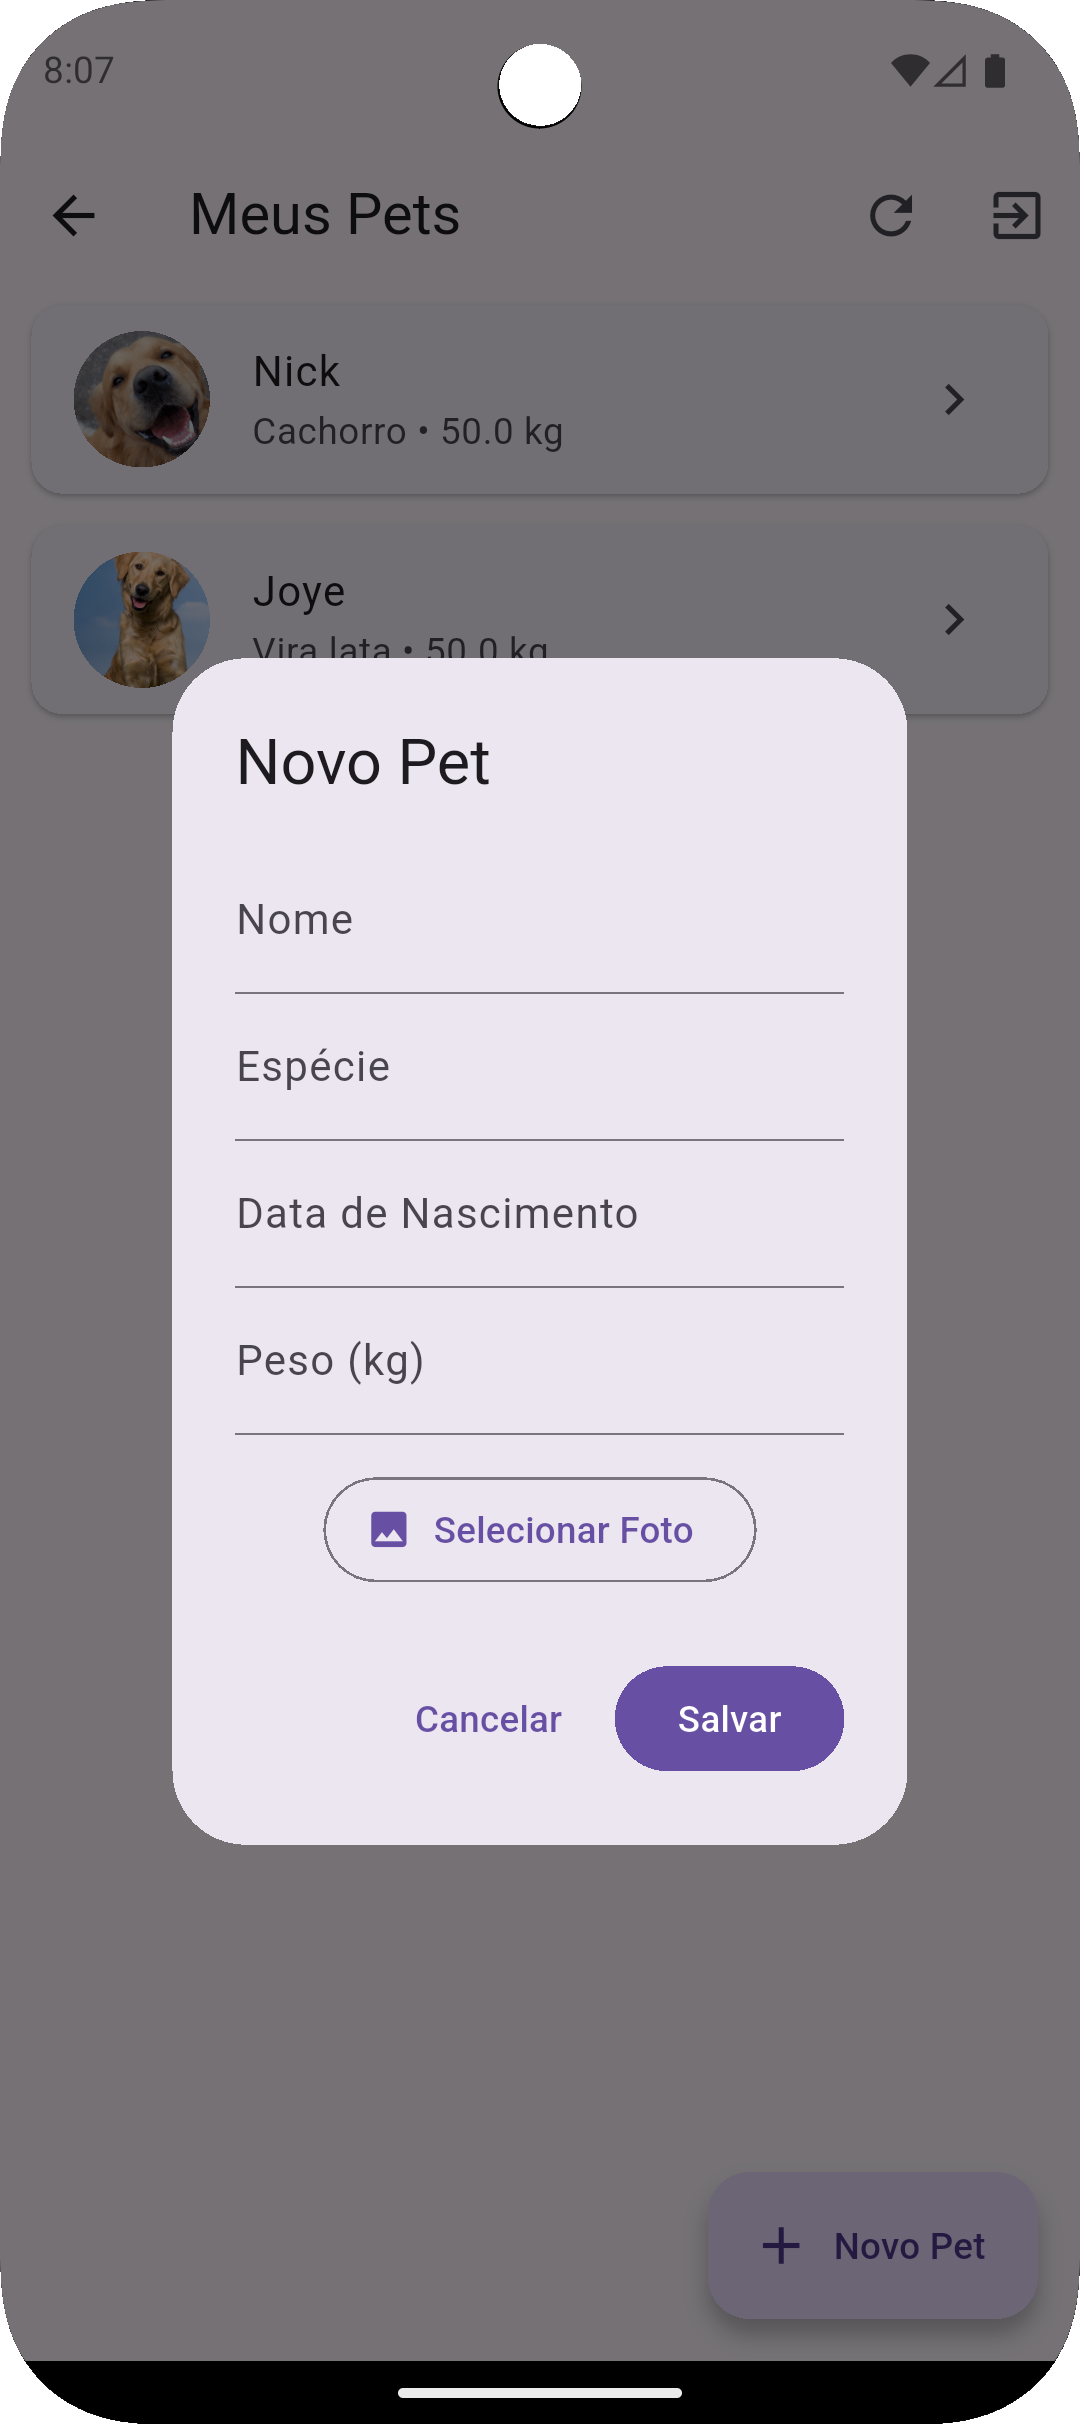 8:07
Meus Pets
Nick
Cachorro • 50.0 kg
Joye
Vira lata • 50.0 kg
Novo Pet
Nome
Espécie
Data de Nascimento
Peso (kg)
Selecionar Foto
Cancelar
Salvar
Novo Pet